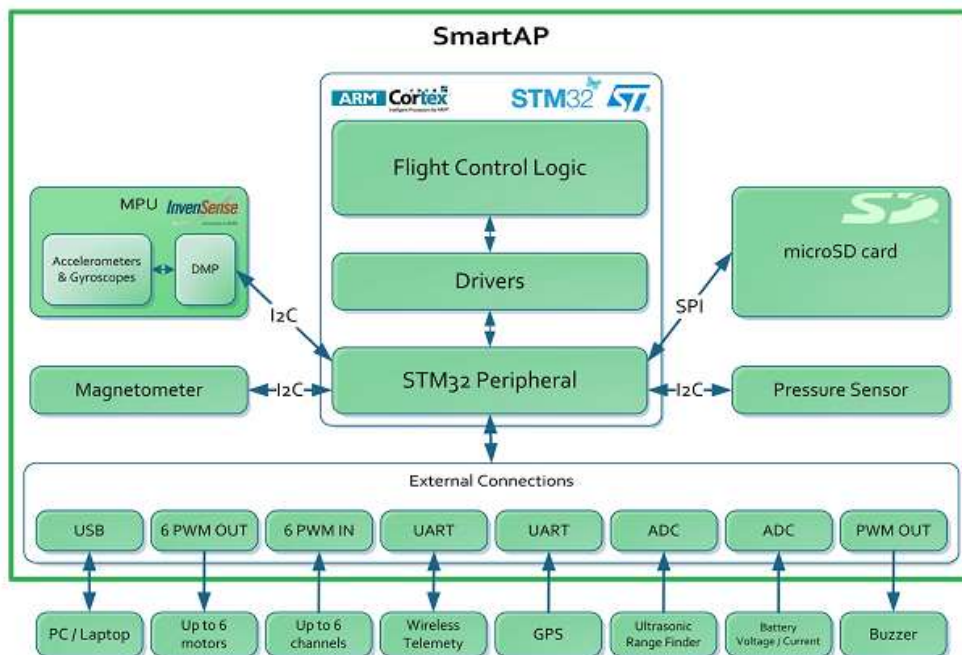 SmartAP
ARM Cortex
STM32
ST
Flight Control Logic
MPU
InvenSense
Accelerometers
& Gyroscopes
DMP
microSD card
Drivers
I2C
SPI
Magnetometer
I2C
STM32 Peripheral
I2C
Pressure Sensor
External Connections
USB
6 PWM OUT
6 PWM IN
UART
UART
ADC
ADC
PWM OUT
PC / Laptop
Up to 6
motors
Up to 6
channels
Wireless
Telemety
GPS
Ultrasonic
Range Finder
Battery
Voltage / Current
Buzzer